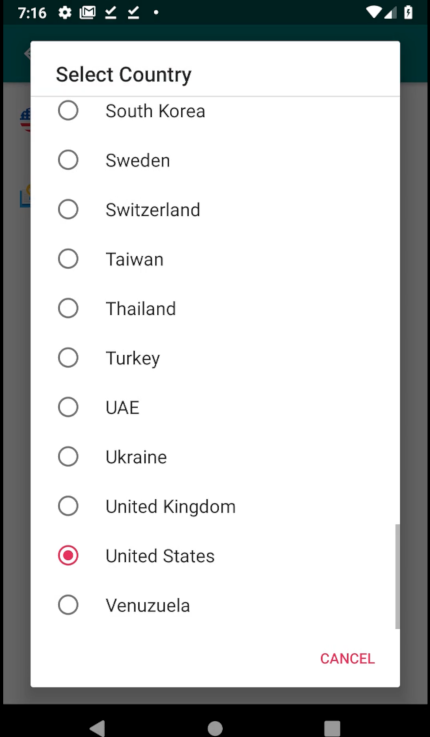 7:16
Select Country
South Korea
Sweden
Switzerland
Taiwan
Thailand
Turkey
UAE
Ukraine
United Kingdom
United States
Venuzuela
CANCEL